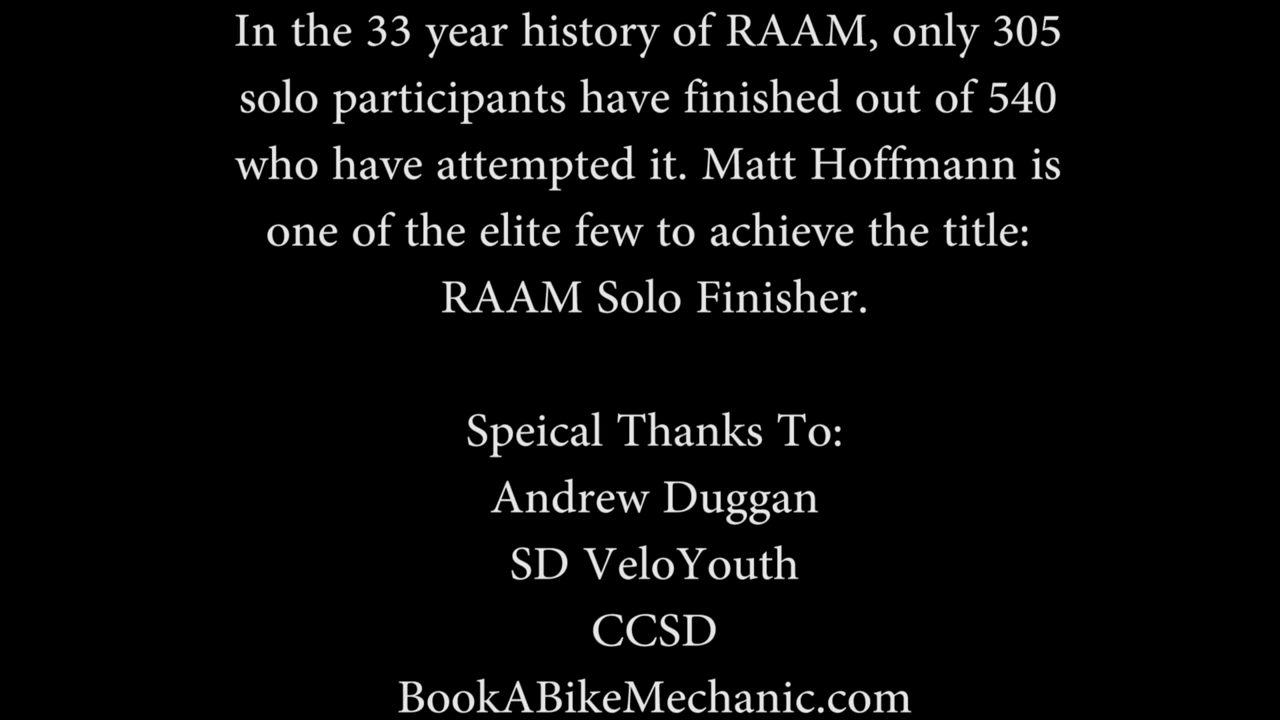 In the 33 year history of RAAM, only 305
solo participants have finished out of 540
who have attempted it. Matt Hoffmann is
one of the elite few to achieve the title:
RAAM Solo Finisher.
Speical Thanks To:
Andrew Duggan
SD VeloYouth
CCSD
BookABikeMechanic.com